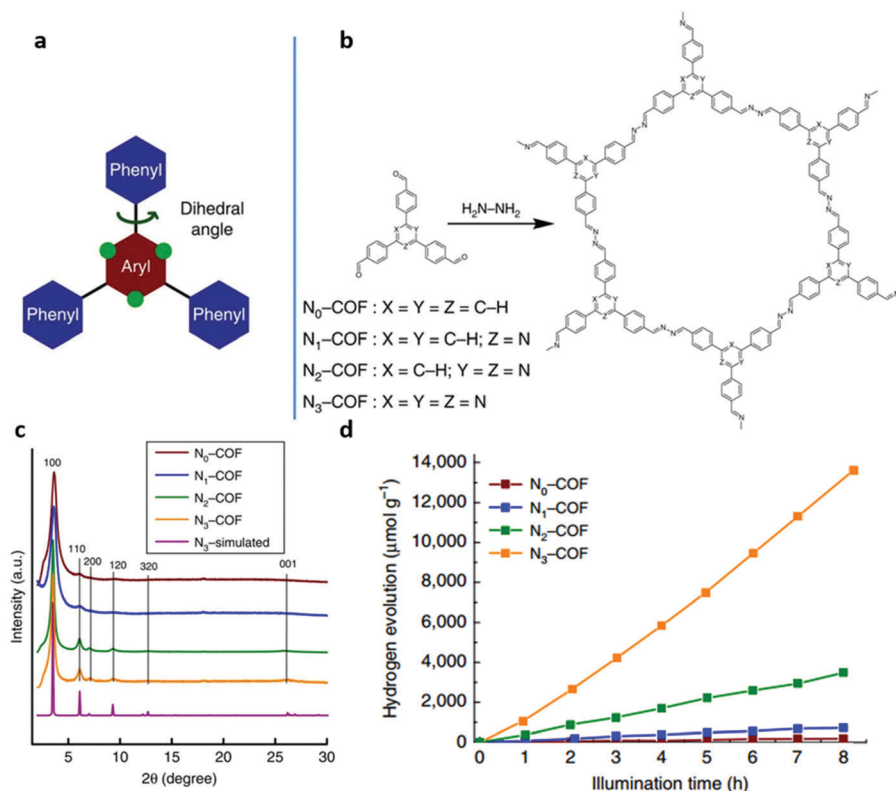 a
Phenyl
Dihedral
angle
Aryl
Phenyl
Phenyl
b
H₂N–NH₂
N₀–COF : X = Y = Z = C–H
N₁–COF : X = Y = C–H; Z = N
N₂–COF : X = C–H; Y = Z = N
N₃–COF : X = Y = Z = N
c
N₀–COF
N₁–COF
N₂–COF
N₃–COF
N₃–simulated
100
110
200
120
320
001
Intensity (a.u.)
5
10
15
20
25
30
2θ (degree)
d
N₀–COF
N₁–COF
N₂–COF
N₃–COF
14,000
12,000
10,000
8,000
6,000
4,000
2,000
0
Hydrogen evolution (μmol g⁻¹)
0
1
2
3
4
5
6
7
8
Illumination time (h)